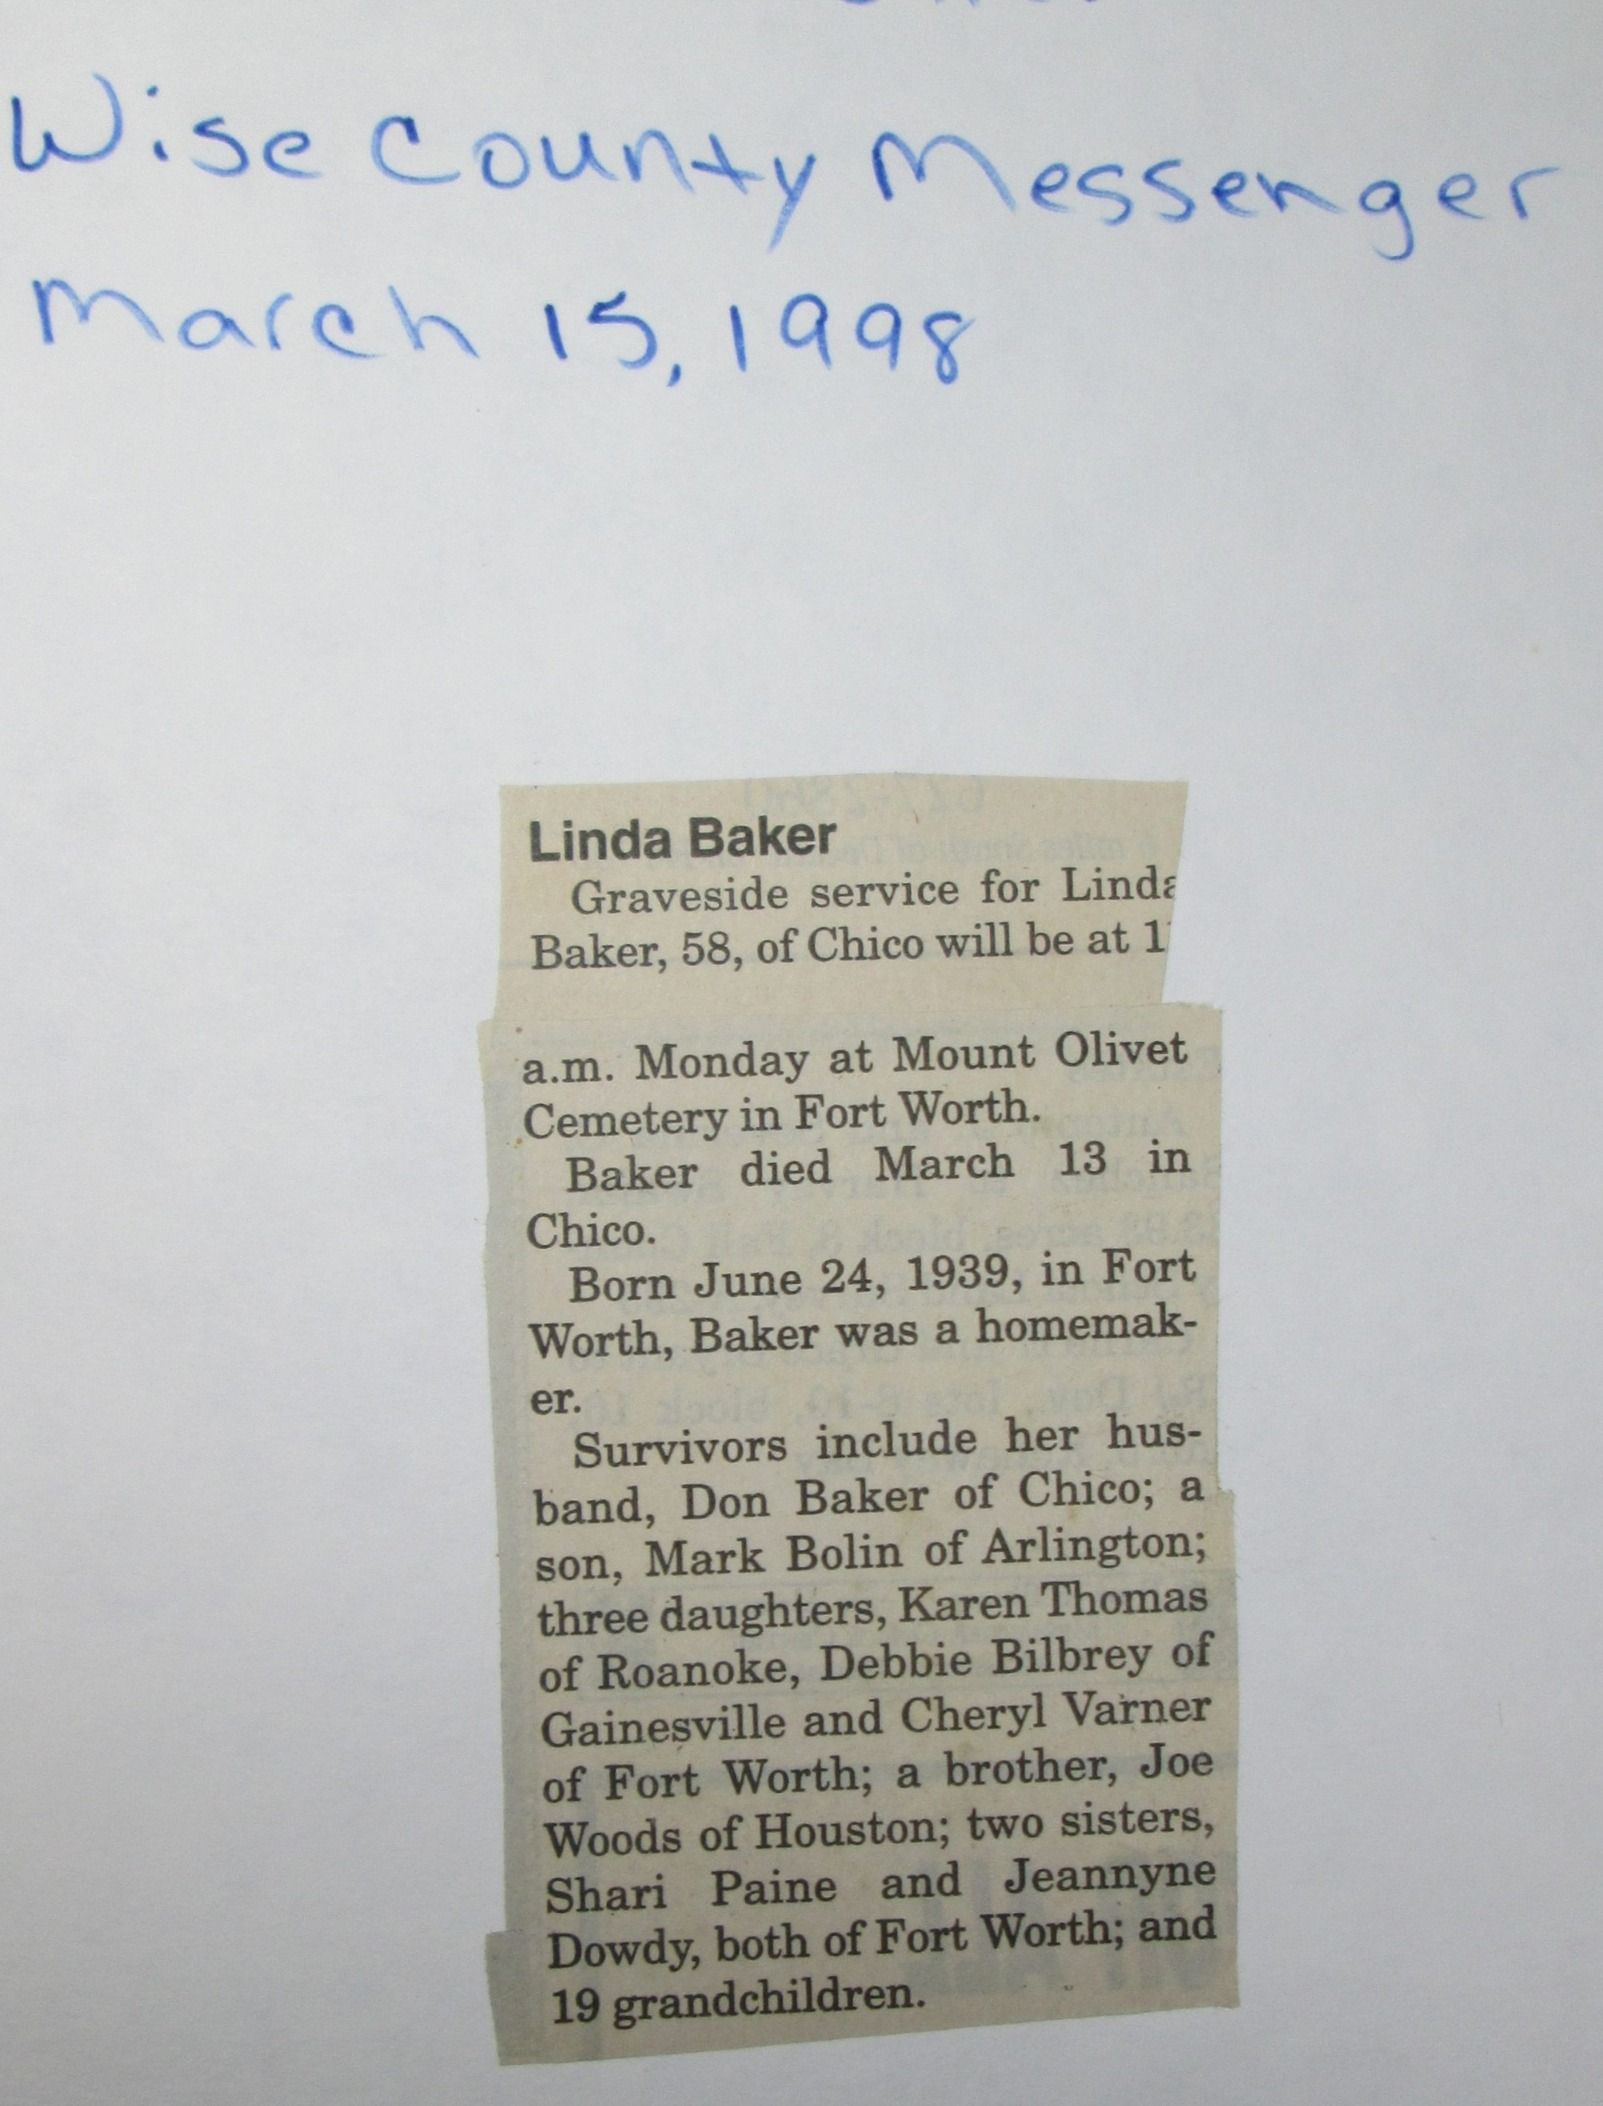 Wise County Messenger
March 15, 1998
Linda Baker
Graveside service for Linda
Baker, 58, of Chico will be at 1
a.m. Monday at Mount Olivet
Cemetery in Fort Worth.
Baker died March 13 in
Chico.
Born June 24, 1939, in Fort
Worth, Baker was a homemak-
er.
Survivors include her hus-
band, Don Baker of Chico; a
son, Mark Bolin of Arlington;
three daughters, Karen Thomas
of Roanoke, Debbie Bilbrey of
Gainesville and Cheryl Varner
of Fort Worth; a brother, Joe
Woods of Houston; two sisters,
Shari Paine and Jeannyne
Dowdy, both of Fort Worth; and
19 grandchildren.